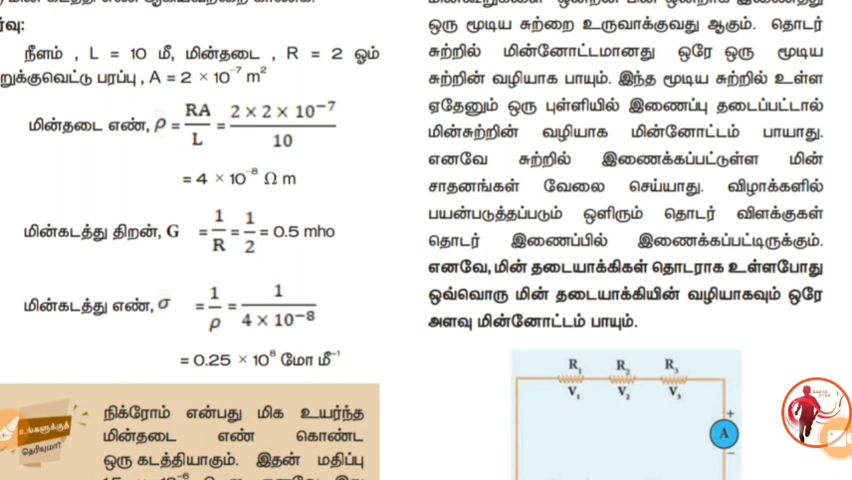 நீளம் , L = 10 மீ, மின்தடை , R = 2 ஓம்
பரப்பு , A = 2 × 10⁻⁷ m²
மின்தடை எண், ρ = RA/L = 2 × 2 × 10⁻⁷/10
= 4 × 10⁻⁸ Ω m
மின்கடத்து திறன், G = 1/R = 1/2 = 0.5 mho
மின்கடத்து எண், σ = 1/ρ = 1/4 × 10⁻⁸
= 0.25 × 10⁸ மோ மீ⁻¹
உங்களுக்குத்
தெரியுமா?
நிக்ரோம் என்பது மிக உயர்ந்த
மின்தடை எண் கொண்ட
ஒரு கடத்தியாகும். இதன் மதிப்பு
ஒரு மூடிய சுற்றை உருவாக்குவது ஆகும். தொடர்
சுற்றில் மின்னோட்டமானது ஒரே ஒரு மூடிய
சுற்றின் வழியாக பாயும். இந்த மூடிய சுற்றில் உள்ள
ஏதேனும் ஒரு புள்ளியில் இணைப்பு தடைப்பட்டால்
மின்சுற்றின் வழியாக மின்னோட்டம் பாயாது.
எனவே சுற்றில் இணைக்கப்பட்டுள்ள மின்
சாதனங்கள் வேலை செய்யாது. விழாக்களில்
பயன்படுத்தப்படும் ஒளிரும் தொடர் விளக்குகள்
தொடர் இணைப்பில் இணைக்கப்பட்டிருக்கும்.
எனவே, மின் தடையாக்கிகள் தொடராக உள்ளபோது
ஒவ்வொரு மின் தடையாக்கியின் வழியாகவும் ஒரே
அளவு மின்னோட்டம் பாயும்.
R₁ R₂ R₃
V₁ V₂ V₃
+
A
−